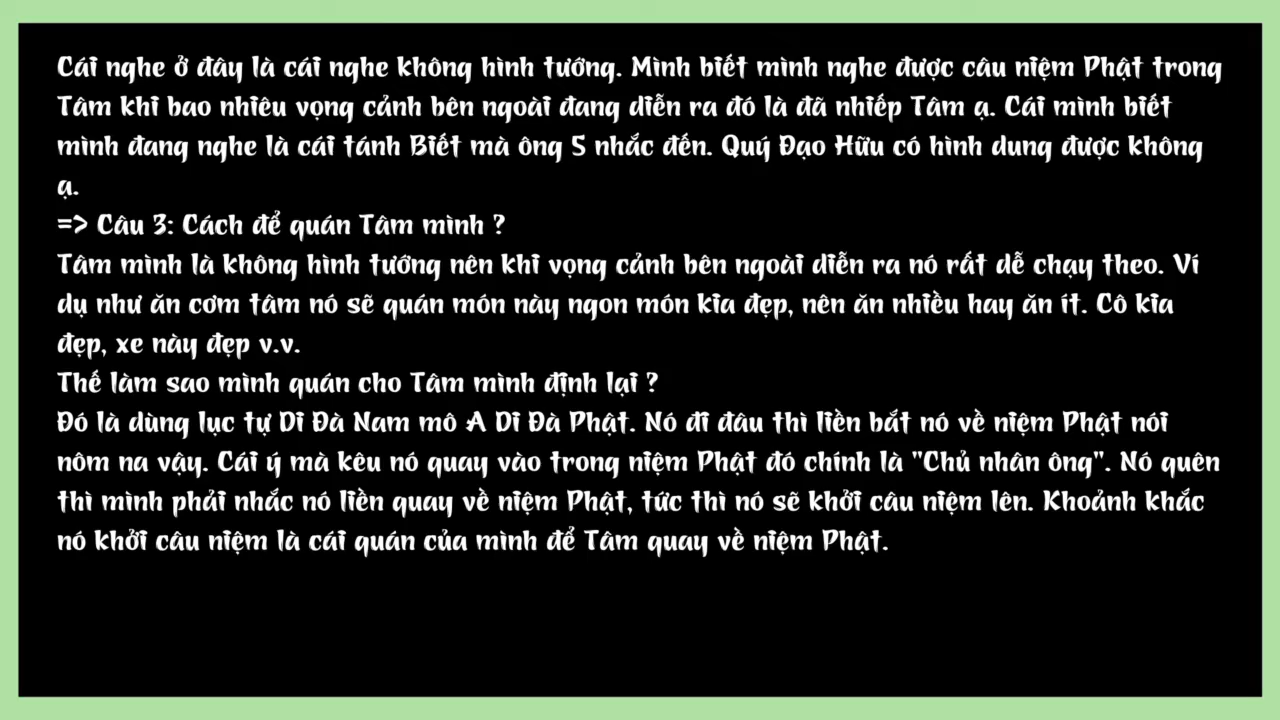 Cái nghe ở đây là cái nghe không hình tướng. Mình biết mình nghe được câu niệm Phật trong
Tâm khi bao nhiêu vọng cảnh bên ngoài đang diễn ra đó là đã nhiếp Tâm ạ. Cái mình biết
mình đang nghe là cái tánh Biết mà ông 5 nhắc đến. Quý Đạo Hữu có hình dung được không
ạ.
=> Câu 3: Cách để quán Tâm mình ?
Tâm mình là không hình tướng nên khi vọng cảnh bên ngoài diễn ra nó rất dễ chạy theo. Ví
dụ như ăn cơm tâm nó sẽ quán món này ngon món kia đẹp, nên ăn nhiều hay ăn ít. Cô kia
đẹp, xe này đẹp v.v.
Thế làm sao mình quán cho Tâm mình định lại ?
Đó là dùng lục tự Di Đà Nam mô A Di Đà Phật. Nó đi đâu thì liền bắt nó về niệm Phật nói
nôm na vậy. Cái ý mà kêu nó quay vào trong niệm Phật đó chính là "Chủ nhân ông". Nó quên
thì mình phải nhắc nó liền quay về niệm Phật, tức thì nó sẽ khởi câu niệm lên. Khoảnh khắc
nó khởi câu niệm là cái quán của mình để Tâm quay về niệm Phật.